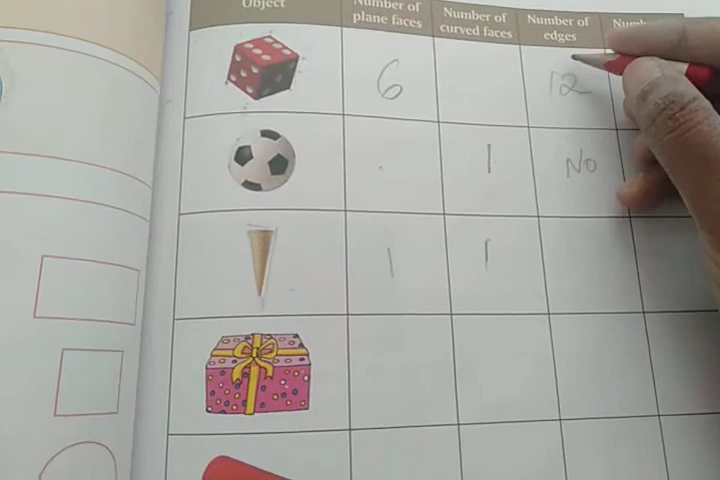 Object Number of plane faces Number of curved faces Number of edges
6 12
1 No
1 1